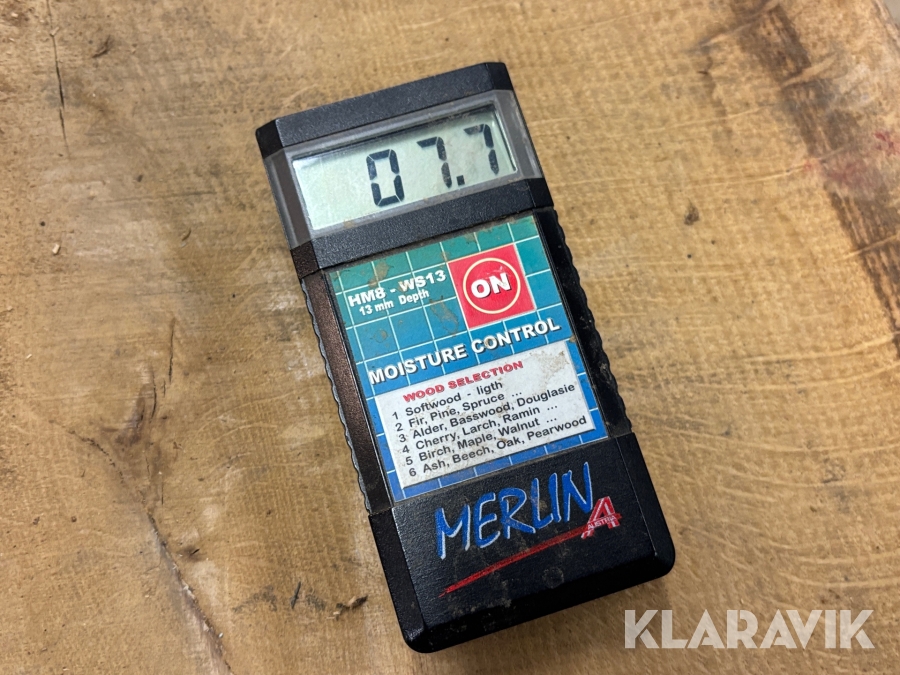 07.7
HM8 - WS13
13 mm Depth
ON
MOISTURE CONTROL
WOOD SELECTION
1 Softwood - ligth
2 Fir, Pine, Spruce ...
3 Alder, Basswood, Douglasie
4 Cherry, Larch, Ramin ...
5 Birch, Maple, Walnut ...
6 Ash, Beech, Oak, Pearwood
MERLIN
AUSTRIA
KLARAVIK